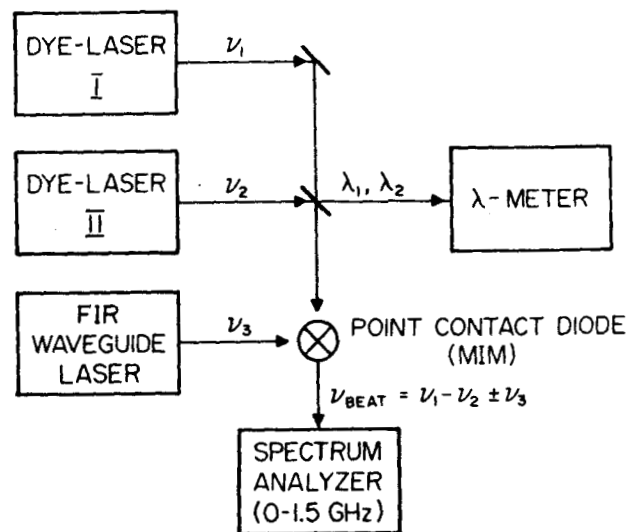 DYE-LASER
I
ν₁
DYE-LASER
II
ν₂
λ₁, λ₂
λ-METER
FIR
WAVEGUIDE
LASER
ν₃
POINT CONTACT DIODE
(MIM)
ν_BEAT = ν₁-ν₂ ± ν₃
SPECTRUM
ANALYZER
(0-1.5 GHz)